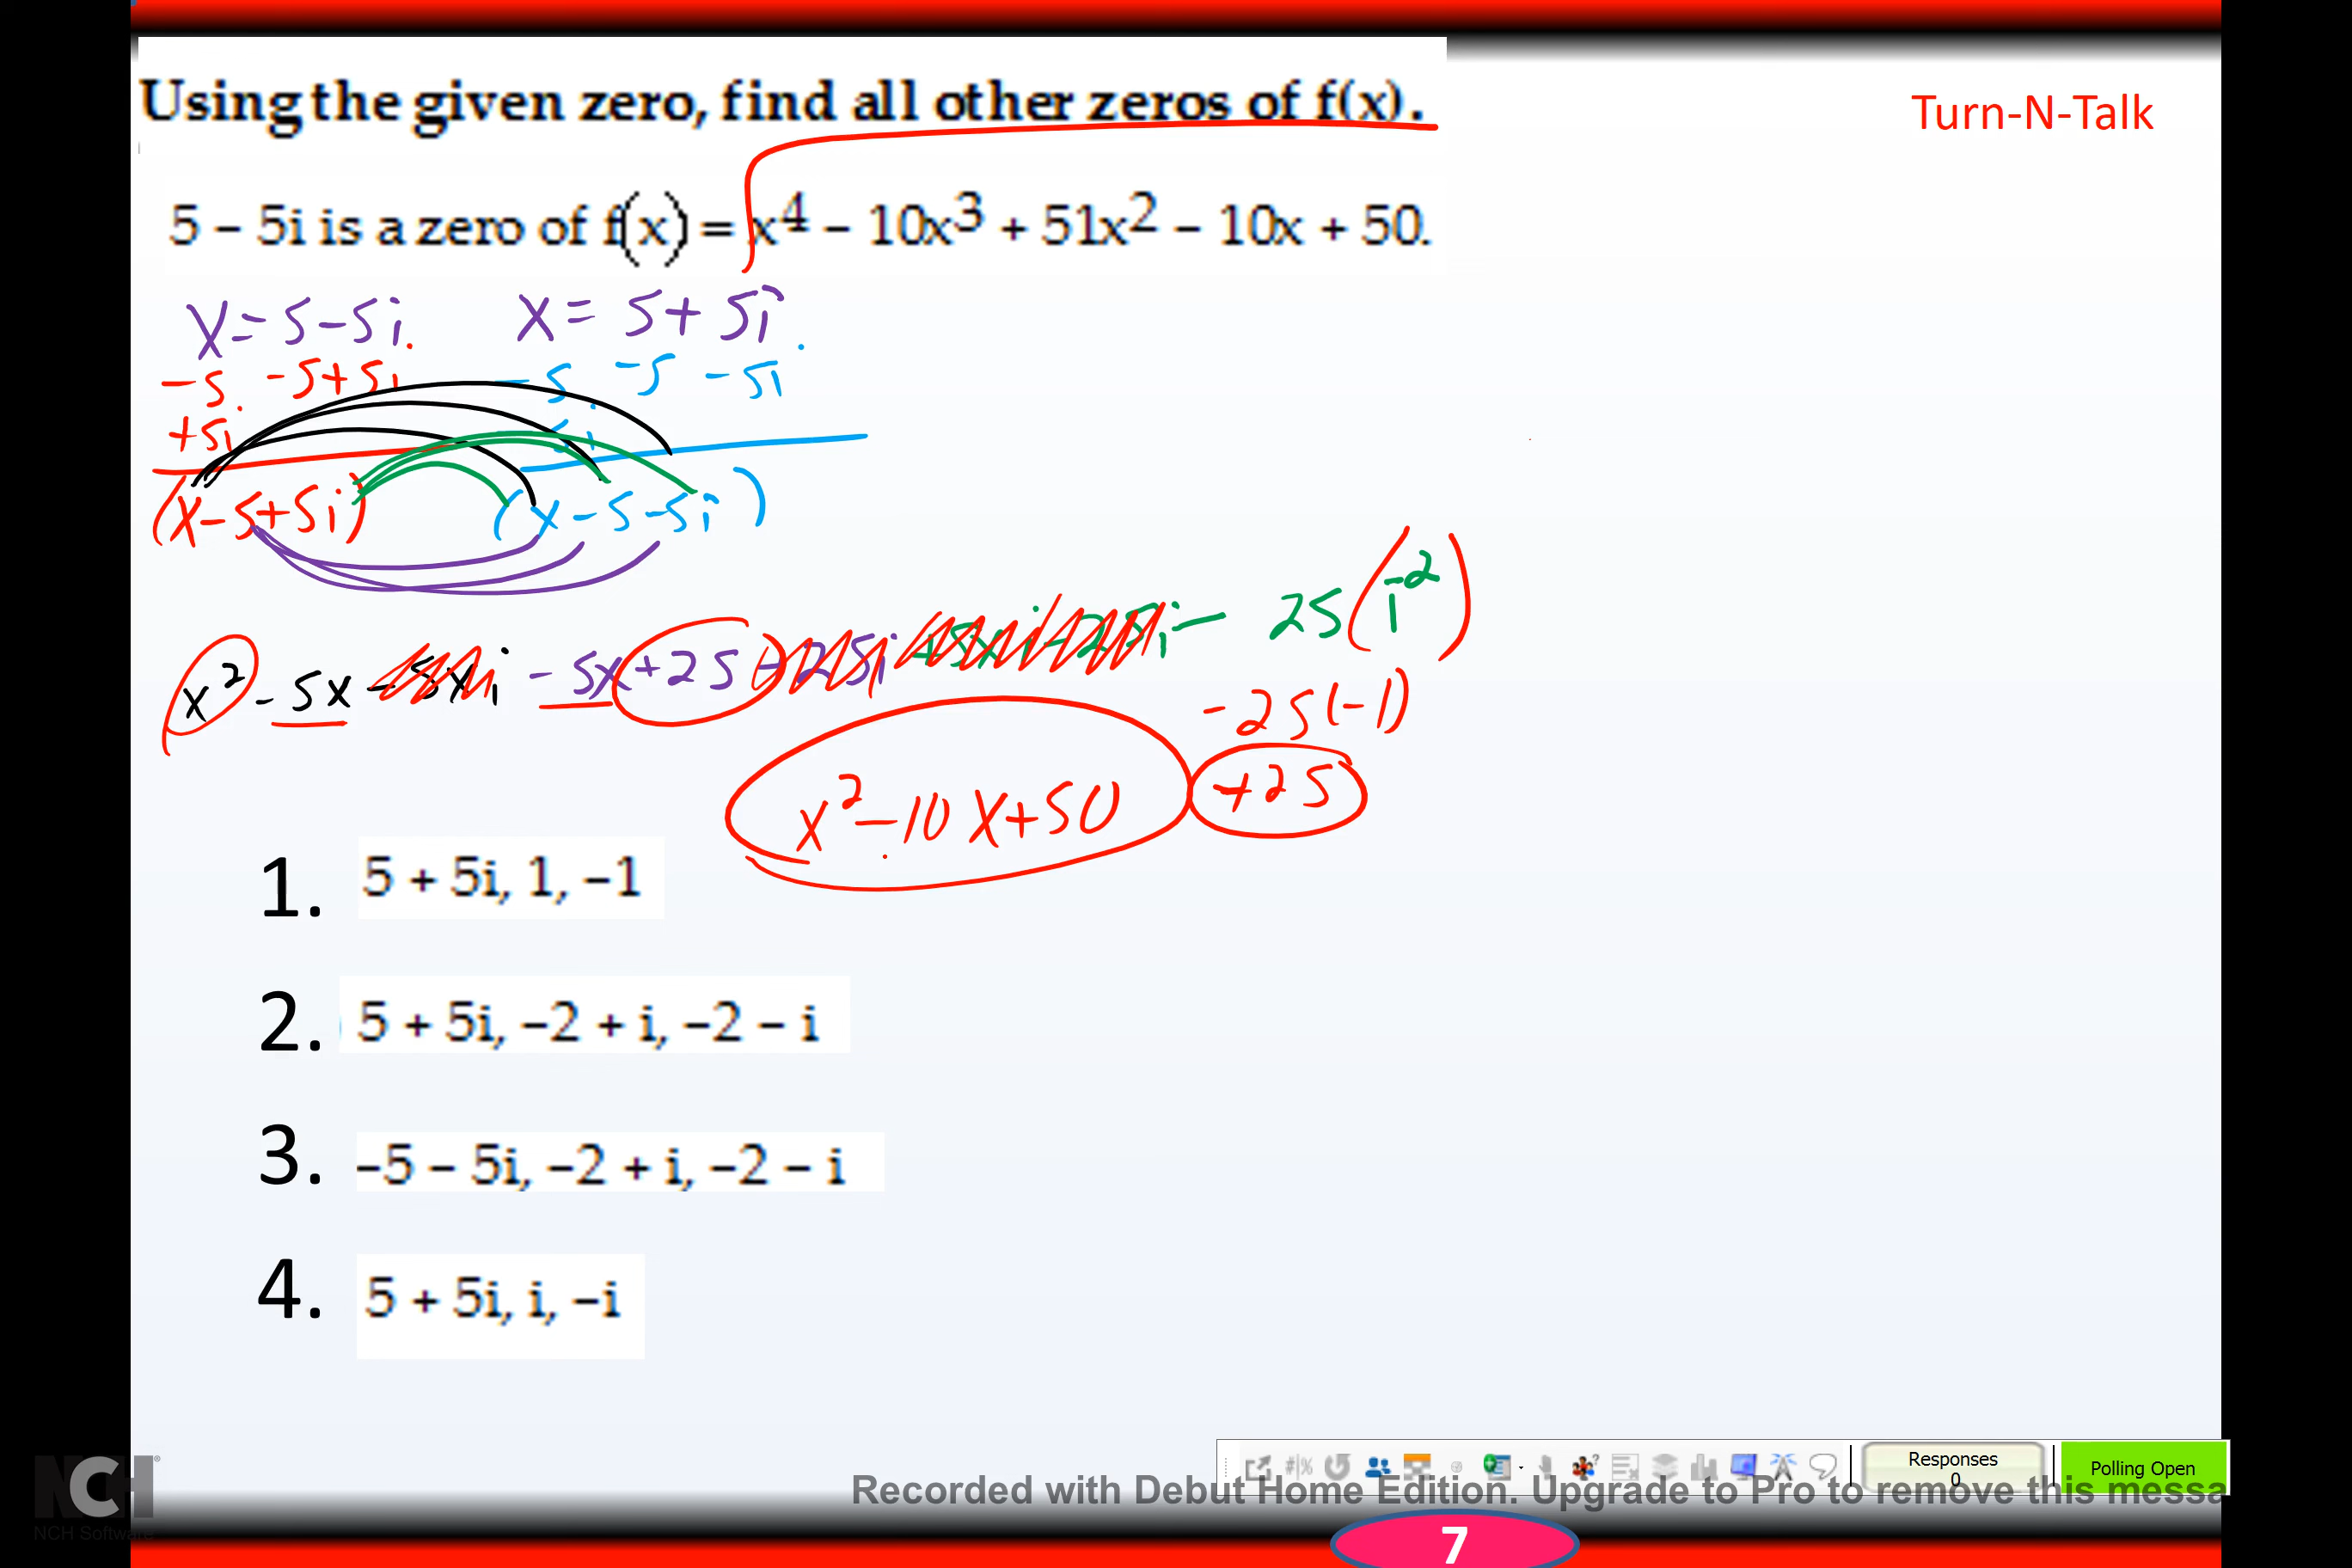 Using the given zero, find all other zeros of f(x).
Turn-N-Talk
5 – 5i is a zero of f(x) = x⁴ – 10x³ + 51x² – 10x + 50.
x = 5 - 5i x = 5 + 5i
-5 -5 + 5i -5 -5 -5i
+5i
(x - 5 + 5i) (x - 5 - 5i)
x² - 5x - 5xi - 5x + 25 - 25i - 25(i²)
-25(-1)
x² - 10x + 50 +25
1. 5 + 5i, 1, –1
2. 5 + 5i, –2 + i, –2 – i
3. –5 – 5i, –2 + i, –2 – i
4. 5 + 5i, i, –i
Responses
0
Polling Open
Recorded with Debut Home Edition. Upgrade to Pro to remove this messa
NCH
NCH Software
7